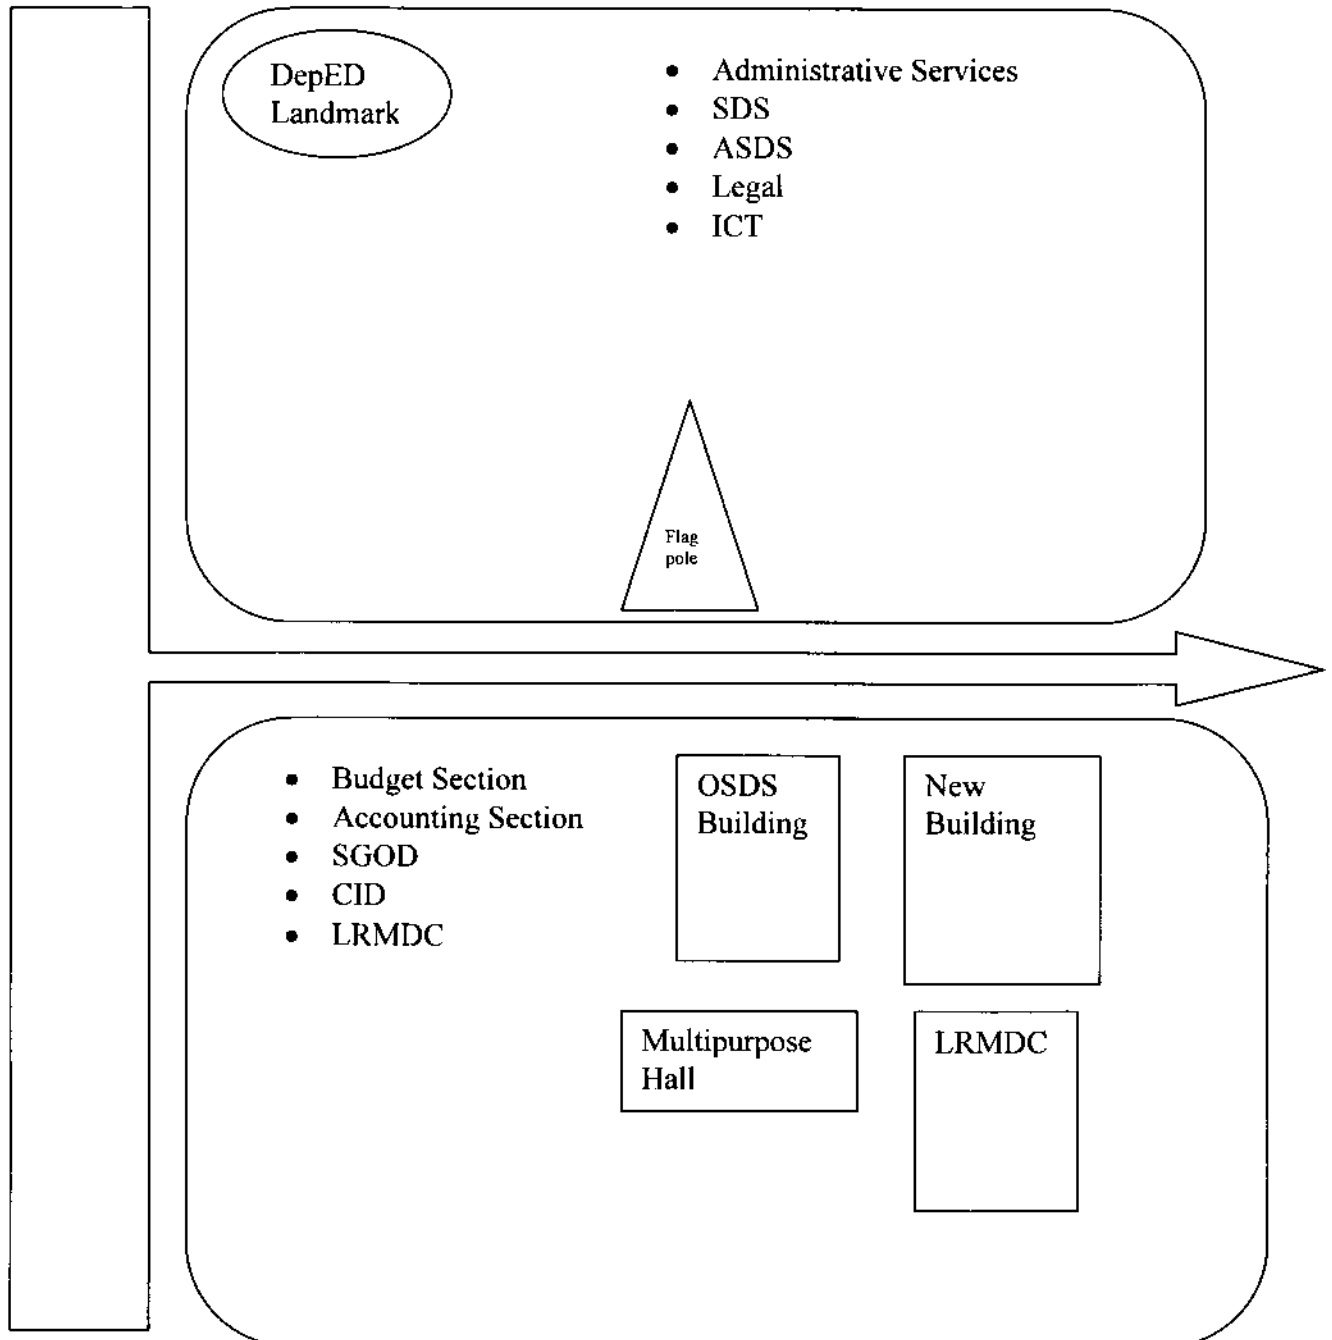 DepED
Landmark
• Administrative Services
• SDS
• ASDS
• Legal
• ICT
Flag
pole
• Budget Section
• Accounting Section
• SGOD
• CID
• LRMDC
OSDS
Building
New
Building
Multipurpose
Hall
LRMDC